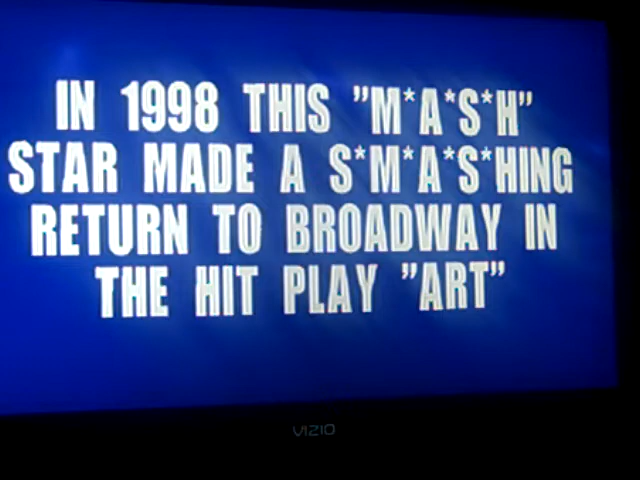 IN 1998 THIS "M*A*S*H"
STAR MADE A S*M*A*S*HING
RETURN TO BROADWAY IN
THE HIT PLAY "ART"
VIZIO